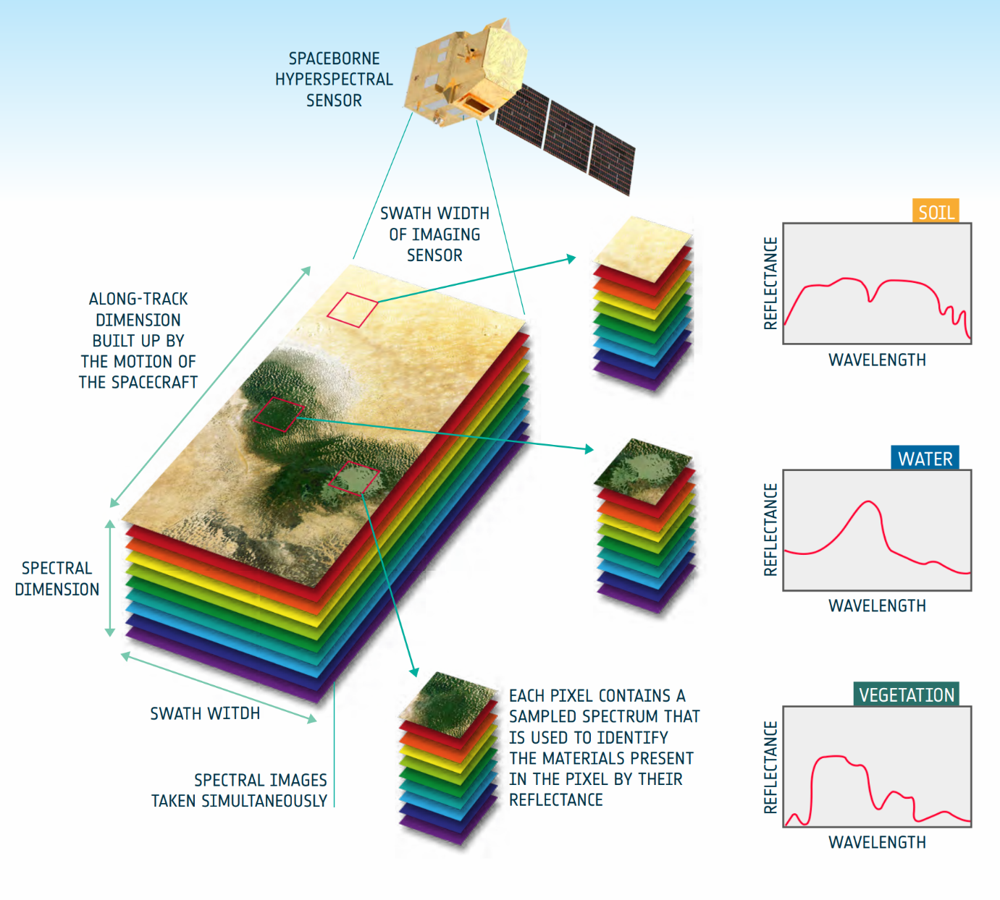 SPACEBORNE
HYPERSPECTRAL
SENSOR
SWATH WIDTH
OF IMAGING
SENSOR
ALONG-TRACK
DIMENSION
BUILT UP BY
THE MOTION OF
THE SPACECRAFT
SPECTRAL
DIMENSION
SWATH WITDH
SPECTRAL IMAGES
TAKEN SIMULTANEOUSLY
EACH PIXEL CONTAINS A
SAMPLED SPECTRUM THAT
IS USED TO IDENTIFY
THE MATERIALS PRESENT
IN THE PIXEL BY THEIR
REFLECTANCE
SOIL
REFLECTANCE
WAVELENGTH
WATER
REFLECTANCE
WAVELENGTH
VEGETATION
REFLECTANCE
WAVELENGTH